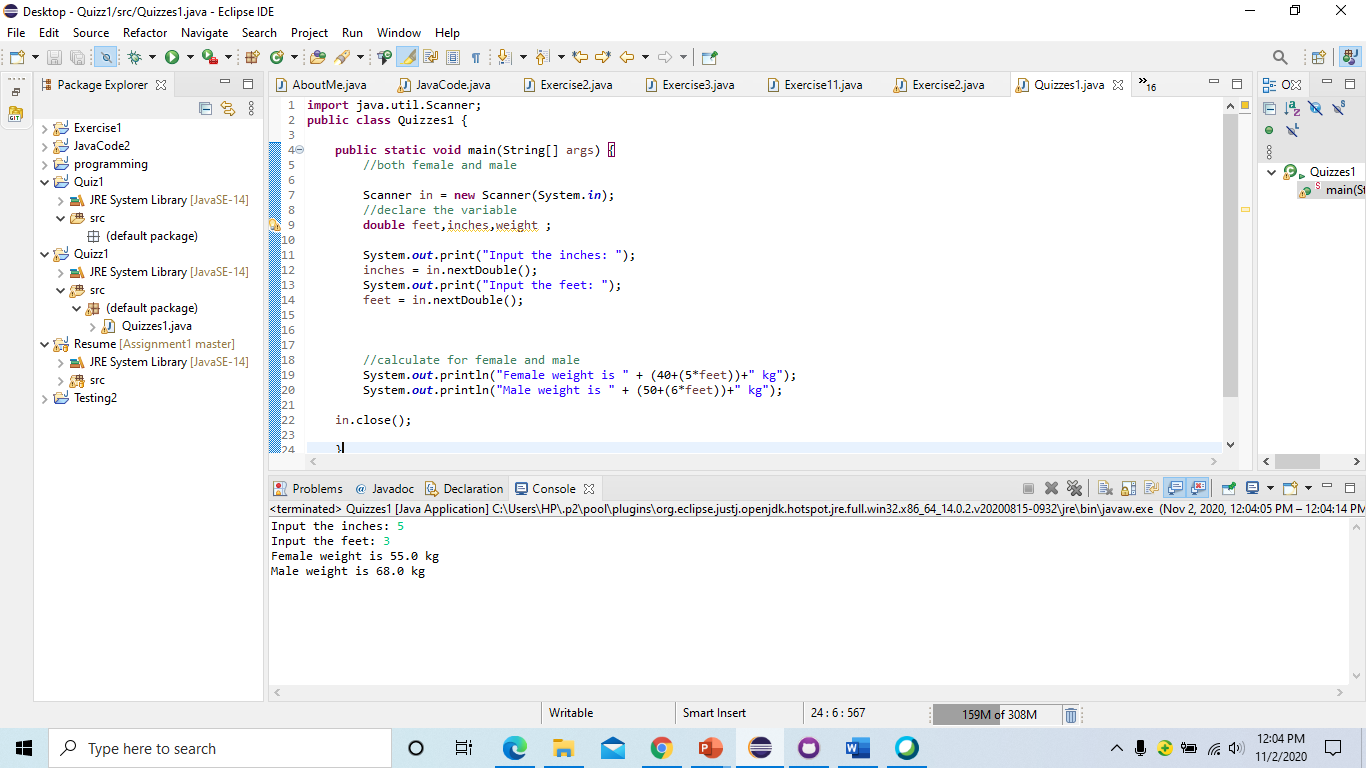 Desktop - Quizz1/src/Quizzes1.java - Eclipse IDE
File Edit Source Refactor Navigate Search Project Run Window Help
Package Explorer
AboutMe.java JavaCode.java Exercise2.java Exercise3.java Exercise11.java Exercise2.java Quizzes1.java »16
GIT
Exercise1
JavaCode2
programming
Quiz1
JRE System Library [JavaSE-14]
src
(default package)
Quizz1
JRE System Library [JavaSE-14]
src
(default package)
Quizzes1.java
Resume [Assignment1 master]
JRE System Library [JavaSE-14]
src
Testing2
1 import java.util.Scanner;
2 public class Quizzes1 {
3
4 public static void main(String[] args) {
5 //both female and male
6
7 Scanner in = new Scanner(System.in);
8 //declare the variable
9 double feet,inches,weight ;
10
11 System.out.print("Input the inches: ");
12 inches = in.nextDouble();
13 System.out.print("Input the feet: ");
14 feet = in.nextDouble();
15
16
17
18 //calculate for female and male
19 System.out.println("Female weight is " + (40+(5*feet))+" kg");
20 System.out.println("Male weight is " + (50+(6*feet))+" kg");
21
22 in.close();
23
24 }
O
Quizzes1
main(St
Problems @ Javadoc Declaration Console
<terminated> Quizzes1 [Java Application] C:\Users\HP\.p2\pool\plugins\org.eclipse.justj.openjdk.hotspot.jre.full.win32.x86_64_14.0.2.v20200815-0932\jre\bin\javaw.exe (Nov 2, 2020, 12:04:05 PM – 12:04:14 PM
Input the inches: 5
Input the feet: 3
Female weight is 55.0 kg
Male weight is 68.0 kg
Writable Smart Insert 24 : 6 : 567 159M of 308M
Type here to search
12:04 PM
11/2/2020